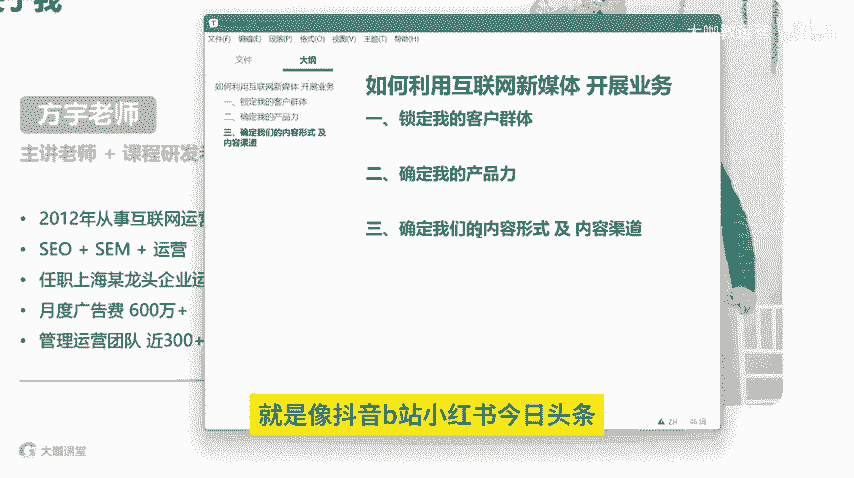 方宇老师
主讲老师 + 课程研发
2012年从事互联网运营
SEO + SEM + 运营
任职上海某龙头企业运
月度广告费 600万+
管理运营团队 近300+
大咖课堂
文件(F) 编辑(E) 段落(P) 格式(O) 视图(V) 主题(T) 帮助(H)
文件 大纲
如何利用互联网新媒体 开展业务
一、锁定我的客户群体
二、确定我的产品力
三、确定我们的内容形式 及
内容渠道
如何利用互联网新媒体 开展业务
一、锁定我的客户群体
二、确定我的产品力
三、确定我们的内容形式 及 内容渠道
ZH 46 词
就是像抖音b站小红书今日头条